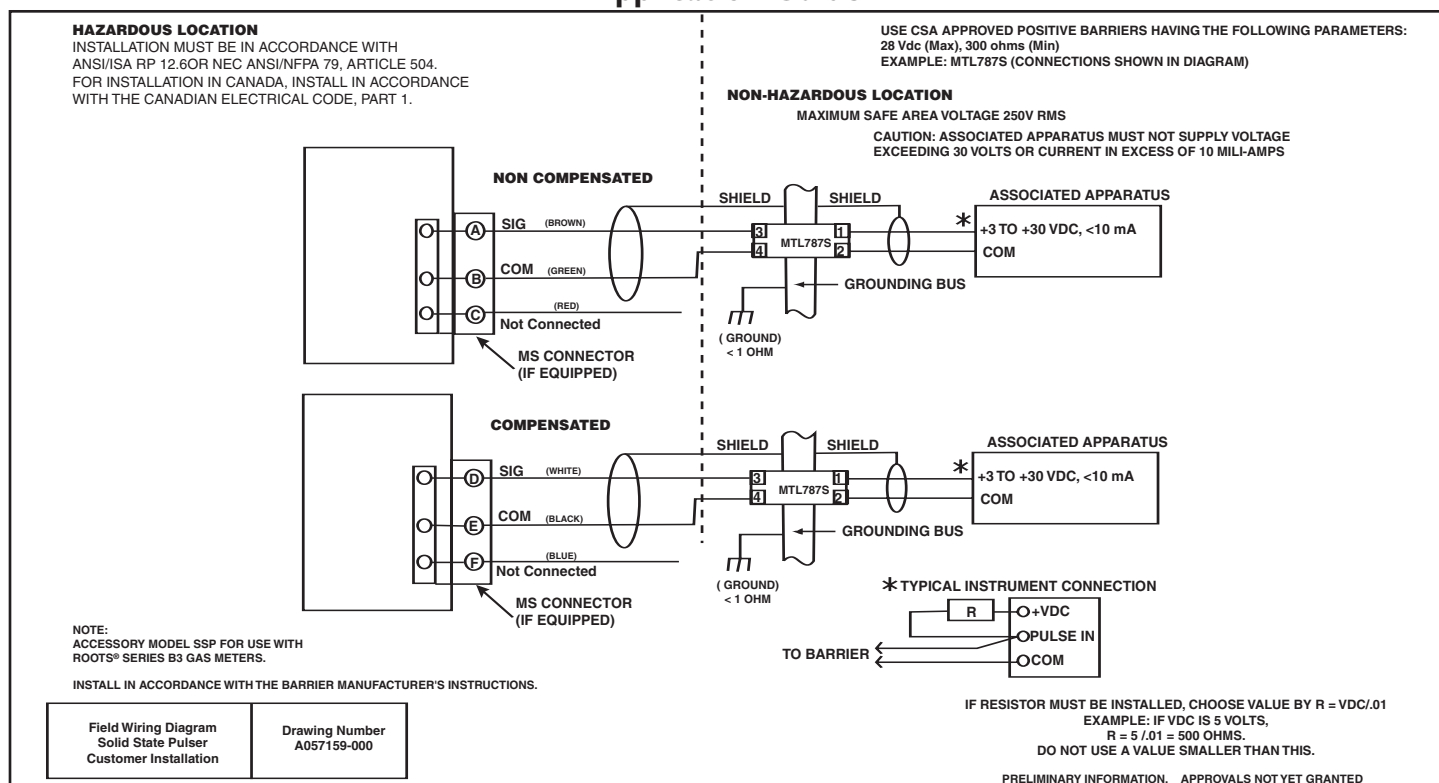 HAZARDOUS LOCATION
INSTALLATION MUST BE IN ACCORDANCE WITH
ANSI/ISA RP 12.6OR NEC ANSI/NFPA 79, ARTICLE 504.
FOR INSTALLATION IN CANADA, INSTALL IN ACCORDANCE
WITH THE CANADIAN ELECTRICAL CODE, PART 1.
USE CSA APPROVED POSITIVE BARRIERS HAVING THE FOLLOWING PARAMETERS:
28 Vdc (Max), 300 ohms (Min)
EXAMPLE: MTL787S (CONNECTIONS SHOWN IN DIAGRAM)
NON-HAZARDOUS LOCATION
MAXIMUM SAFE AREA VOLTAGE 250V RMS
CAUTION: ASSOCIATED APPARATUS MUST NOT SUPPLY VOLTAGE
EXCEEDING 30 VOLTS OR CURRENT IN EXCESS OF 10 MILI-AMPS
NON COMPENSATED
A SIG (BROWN)
B COM (GREEN)
C (RED)
Not Connected
MS CONNECTOR
(IF EQUIPPED)
SHIELD SHIELD
3 MTL787S 1
4 2
GROUNDING BUS
( GROUND)
< 1 OHM
ASSOCIATED APPARATUS
* +3 TO +30 VDC, <10 mA
COM
COMPENSATED
D SIG (WHITE)
E COM (BLACK)
F (BLUE)
Not Connected
MS CONNECTOR
(IF EQUIPPED)
SHIELD SHIELD
3 MTL787S 1
4 2
GROUNDING BUS
( GROUND)
< 1 OHM
ASSOCIATED APPARATUS
* +3 TO +30 VDC, <10 mA
COM
* TYPICAL INSTRUMENT CONNECTION
R +VDC
PULSE IN
COM
TO BARRIER
NOTE:
ACCESSORY MODEL SSP FOR USE WITH
ROOTS® SERIES B3 GAS METERS.
INSTALL IN ACCORDANCE WITH THE BARRIER MANUFACTURER'S INSTRUCTIONS.
Field Wiring Diagram
Solid State Pulser
Customer Installation
Drawing Number
A057159-000
IF RESISTOR MUST BE INSTALLED, CHOOSE VALUE BY R = VDC/.01
EXAMPLE: IF VDC IS 5 VOLTS,
R = 5 /.01 = 500 OHMS.
DO NOT USE A VALUE SMALLER THAN THIS.
PRELIMINARY INFORMATION. APPROVALS NOT YET GRANTED